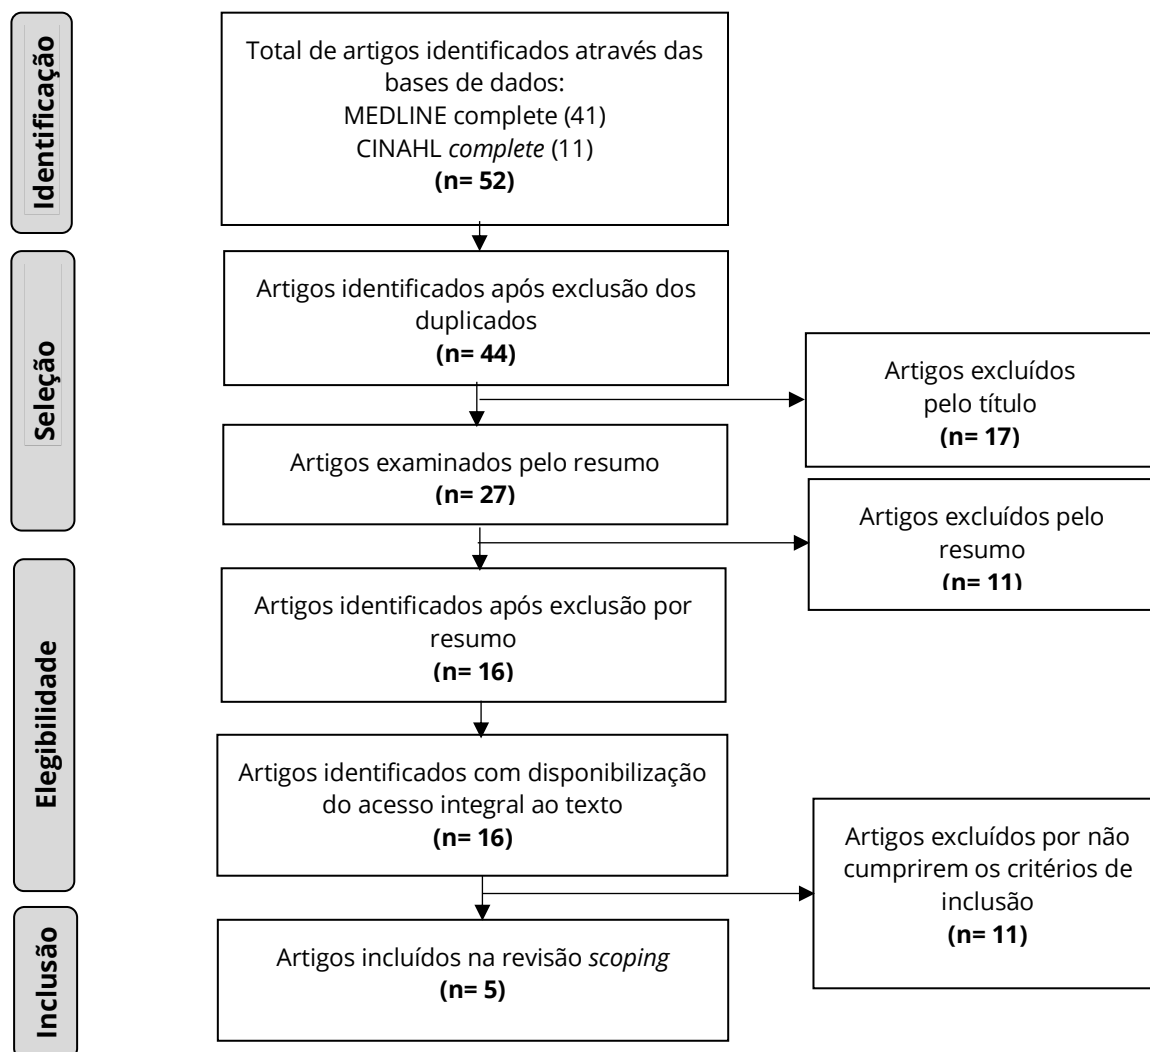 Identificação
Total de artigos identificados através das
bases de dados:
MEDLINE complete (41)
CINAHL complete (11)
(n= 52)
Seleção
Artigos identificados após exclusão dos
duplicados
(n= 44)
Artigos excluídos
pelo título
(n= 17)
Artigos examinados pelo resumo
(n= 27)
Artigos excluídos pelo
resumo
(n= 11)
Elegibilidade
Artigos identificados após exclusão por
resumo
(n= 16)
Artigos identificados com disponibilização
do acesso integral ao texto
(n= 16)
Artigos excluídos por não
cumprirem os critérios de
inclusão
(n= 11)
Inclusão
Artigos incluídos na revisão scoping
(n= 5)